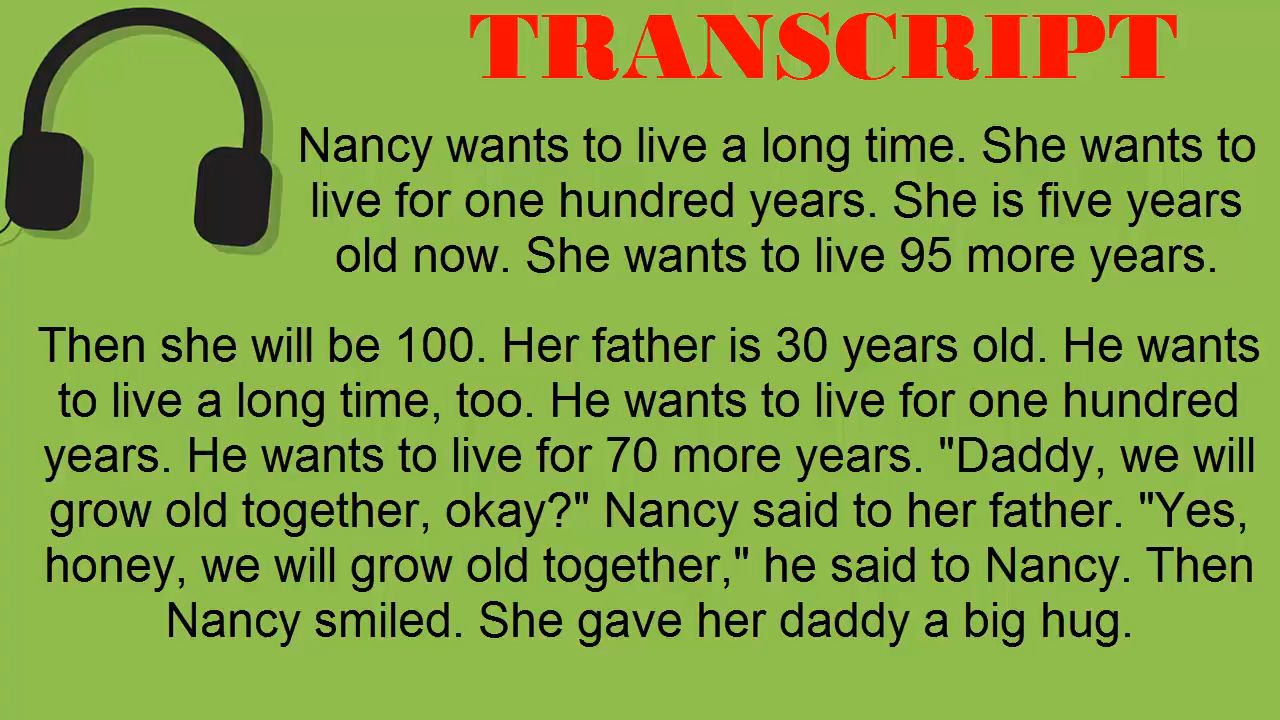 TRANSCRIPT
Nancy wants to live a long time. She wants to
live for one hundred years. She is five years
old now. She wants to live 95 more years.
Then she will be 100. Her father is 30 years old. He wants
to live a long time, too. He wants to live for one hundred
years. He wants to live for 70 more years. "Daddy, we will
grow old together, okay?" Nancy said to her father. "Yes,
honey, we will grow old together," he said to Nancy. Then
Nancy smiled. She gave her daddy a big hug.